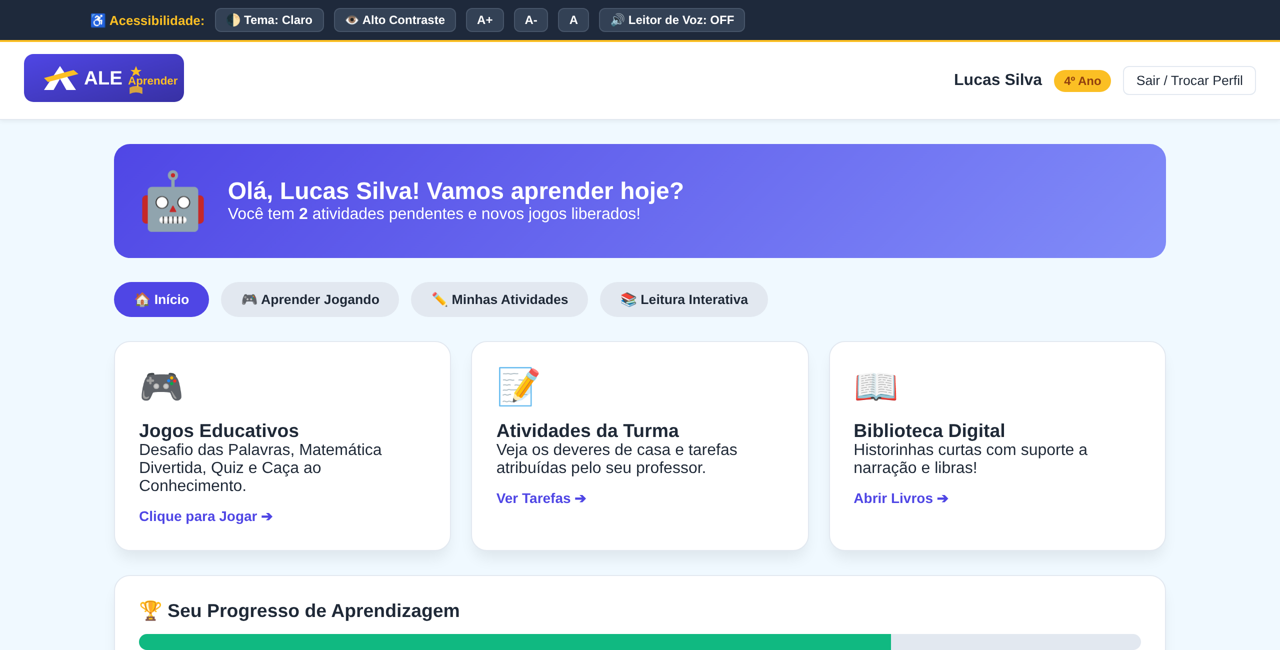 ♿ Acessibilidade:
🌓 Tema: Claro
👁️ Alto Contraste
A+
A-
A
🔊 Leitor de Voz: OFF
ALE
Aprender
Lucas Silva
4º Ano
Sair / Trocar Perfil
Olá, Lucas Silva! Vamos aprender hoje?
Você tem 2 atividades pendentes e novos jogos liberados!
🏠 Início
🎮 Aprender Jogando
✏️ Minhas Atividades
📚 Leitura Interativa
Jogos Educativos
Desafio das Palavras, Matemática
Divertida, Quiz e Caça ao
Conhecimento.
Clique para Jogar ➔
Atividades da Turma
Veja os deveres de casa e tarefas
atribuídas pelo seu professor.
Ver Tarefas ➔
Biblioteca Digital
Historinhas curtas com suporte a
narração e libras!
Abrir Livros ➔
🏆 Seu Progresso de Aprendizagem